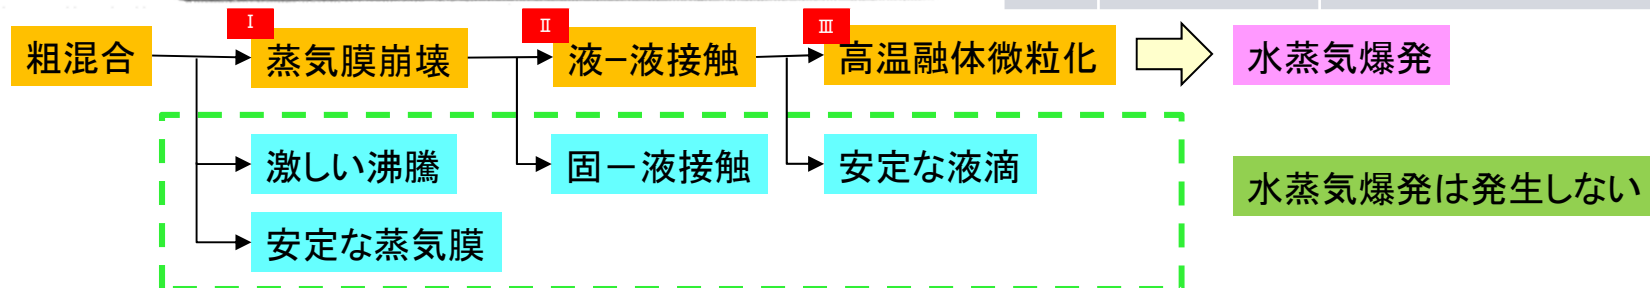 Ⅰ
Ⅱ
Ⅲ
粗混合
蒸気膜崩壊
液ー液接触
高温融体微粒化
水蒸気爆発
激しい沸騰
固ー液接触
安定な液滴
水蒸気爆発は発生しない
安定な蒸気膜